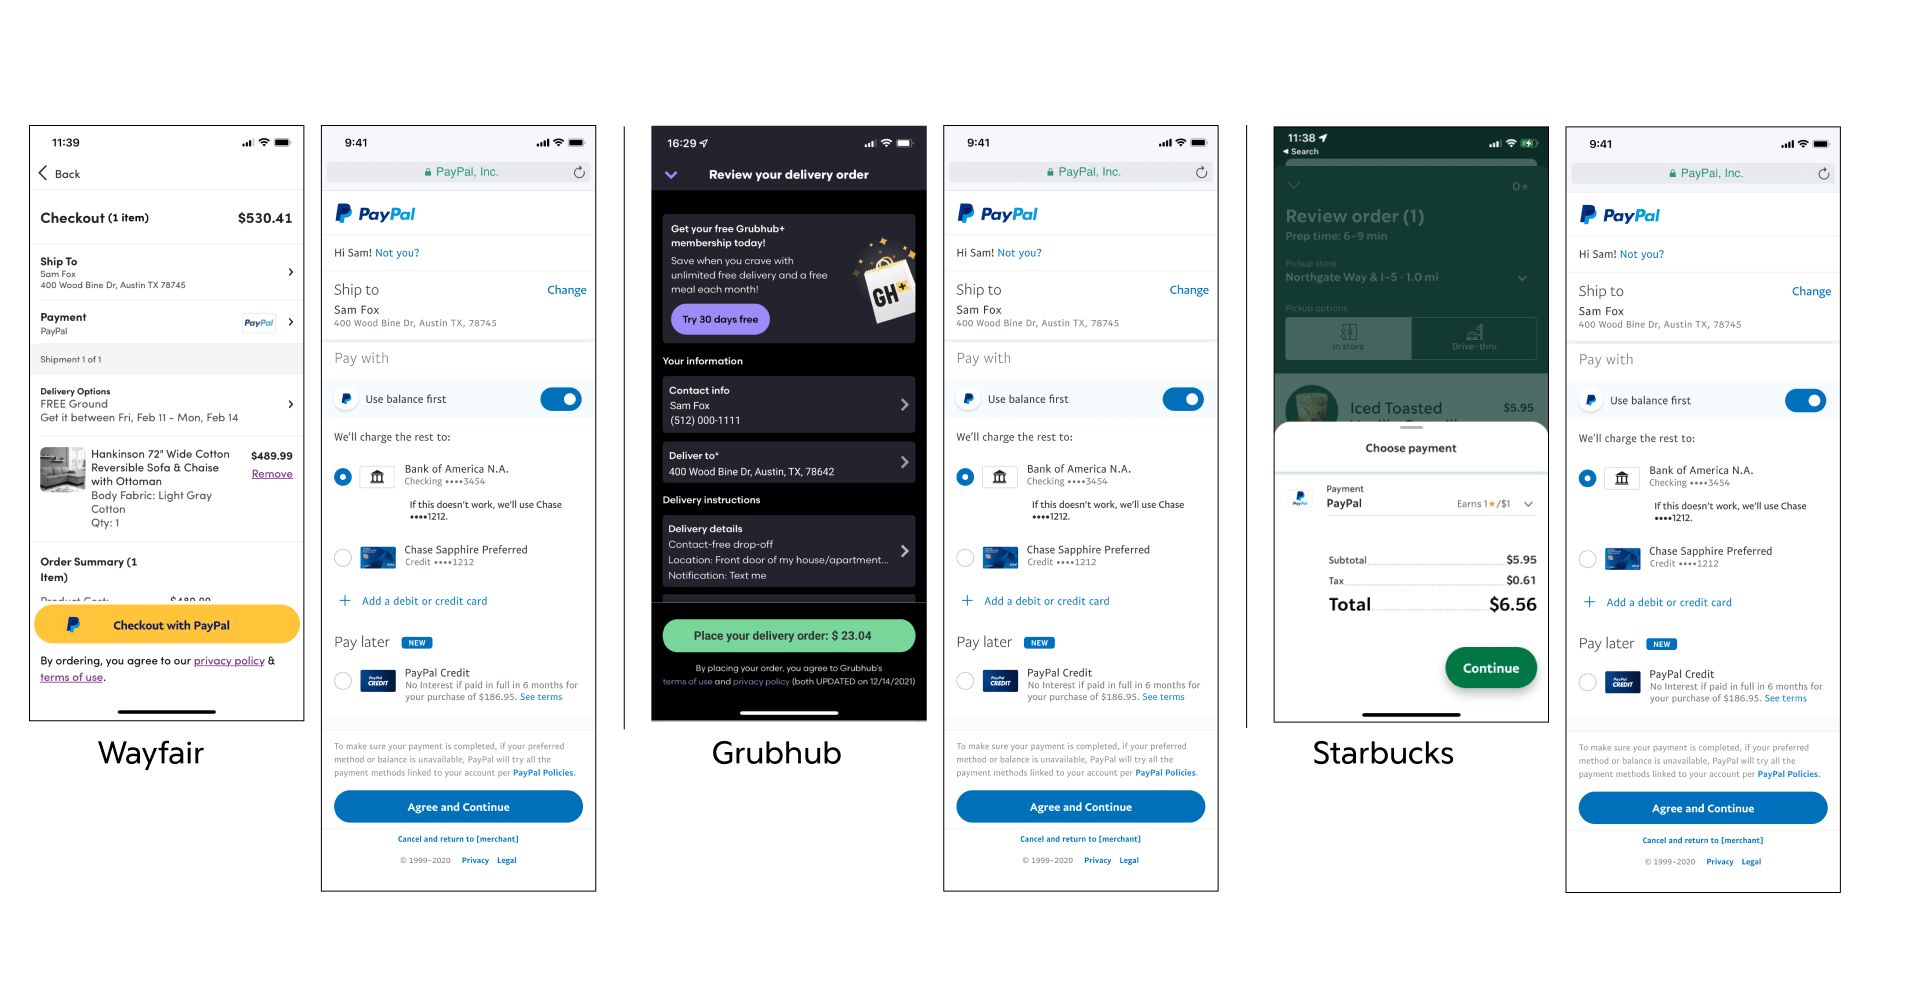 11:39
Back
Checkout (1 item) $530.41
Ship To
Sam Fox
400 Wood Bine Dr, Austin TX 78745
Payment
PayPal
PayPal
Shipment 1 of 1
Delivery Options
FREE Ground
Get it between Fri, Feb 11 - Mon, Feb 14
Hankinson 72" Wide Cotton $489.99
Reversible Sofa & Chaise Remove
with Ottoman
Body Fabric: Light Gray
Cotton
Qty: 1
Order Summary (1
Item)
Product Cost: $489.99
Checkout with PayPal
By ordering, you agree to our privacy policy &
terms of use.
Wayfair
9:41
PayPal, Inc.
PayPal
Hi Sam! Not you?
Ship to Change
Sam Fox
400 Wood Bine Dr, Austin TX, 78745
Pay with
Use balance first
We'll charge the rest to:
Bank of America N.A.
Checking ••••3454
If this doesn't work, we'll use Chase
••••1212.
Chase Sapphire Preferred
Credit ••••1212
+ Add a debit or credit card
Pay later NEW
PayPal CREDIT
PayPal Credit
No Interest if paid in full in 6 months for
your purchase of $186.95. See terms
To make sure your payment is completed, if your preferred
method or balance is unavailable, PayPal will try all the
payment methods linked to your account per PayPal Policies.
Agree and Continue
Cancel and return to [merchant]
© 1999-2020 Privacy Legal
16:29
Review your delivery order
Get your free Grubhub+
membership today!
Save when you crave with
unlimited free delivery and a free
meal each month!
GH+
Try 30 days free
Your information
Contact info
Sam Fox
(512) 000-1111
Deliver to*
400 Wood Bine Dr, Austin, TX, 78642
Delivery instructions
Delivery details
Contact-free drop-off
Location: Front door of my house/apartment...
Notification: Text me
Place your delivery order: $ 23.04
By placing your order, you agree to Grubhub's
terms of use and privacy policy (both UPDATED on 12/14/2021)
Grubhub
9:41
PayPal, Inc.
PayPal
Hi Sam! Not you?
Ship to Change
Sam Fox
400 Wood Bine Dr, Austin TX, 78745
Pay with
Use balance first
We'll charge the rest to:
Bank of America N.A.
Checking ••••3454
If this doesn't work, we'll use Chase
••••1212.
Chase Sapphire Preferred
Credit ••••1212
+ Add a debit or credit card
Pay later NEW
PayPal CREDIT
PayPal Credit
No Interest if paid in full in 6 months for
your purchase of $186.95. See terms
To make sure your payment is completed, if your preferred
method or balance is unavailable, PayPal will try all the
payment methods linked to your account per PayPal Policies.
Agree and Continue
Cancel and return to [merchant]
© 1999-2020 Privacy Legal
11:38
Search
0★
Review order (1)
Prep time: 6-9 min
Pickup store
Northgate Way & I-5 · 1.0 mi
Pickup options
In store Drive-thru
Iced Toasted $5.95
Choose payment
Payment
PayPal Earns 1★/$1
PayPal
Subtotal $5.95
Tax $0.61
Total $6.56
Continue
Starbucks
9:41
PayPal, Inc.
PayPal
Hi Sam! Not you?
Ship to Change
Sam Fox
400 Wood Bine Dr, Austin TX, 78745
Pay with
Use balance first
We'll charge the rest to:
Bank of America N.A.
Checking ••••3454
If this doesn't work, we'll use Chase
••••1212.
Chase Sapphire Preferred
Credit ••••1212
+ Add a debit or credit card
Pay later NEW
PayPal CREDIT
PayPal Credit
No Interest if paid in full in 6 months for
your purchase of $186.95. See terms
To make sure your payment is completed, if your preferred
method or balance is unavailable, PayPal will try all the
payment methods linked to your account per PayPal Policies.
Agree and Continue
Cancel and return to [merchant]
© 1999-2020 Privacy Legal